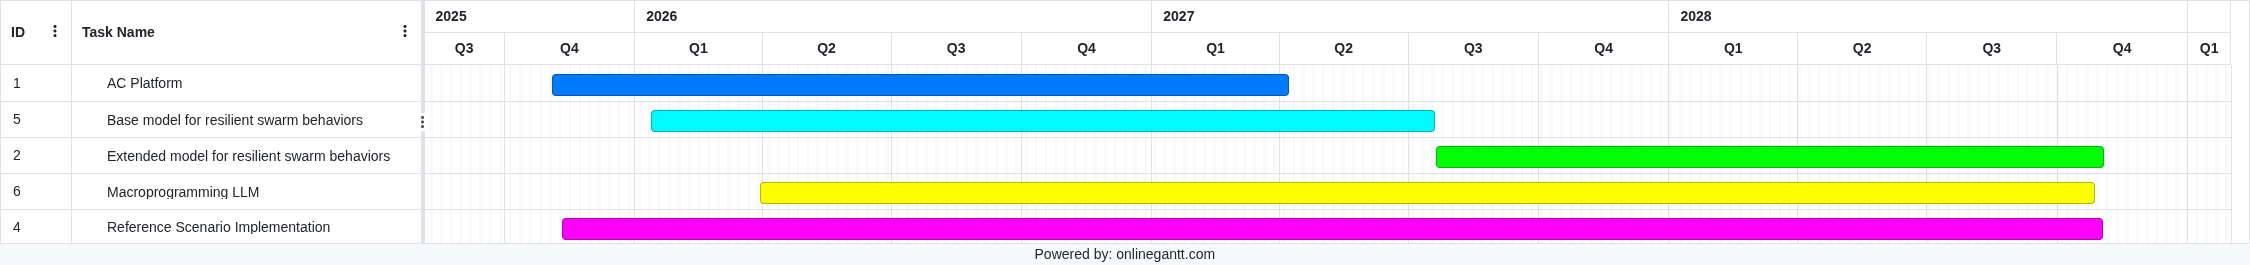 ID Task Name 2025 2026 2027 2028
Q3 Q4 Q1 Q2 Q3 Q4 Q1 Q2 Q3 Q4 Q1 Q2 Q3 Q4 Q1
1 AC Platform
5 Base model for resilient swarm behaviors
2 Extended model for resilient swarm behaviors
6 Macroprogramming LLM
4 Reference Scenario Implementation
Powered by: onlinegantt.com